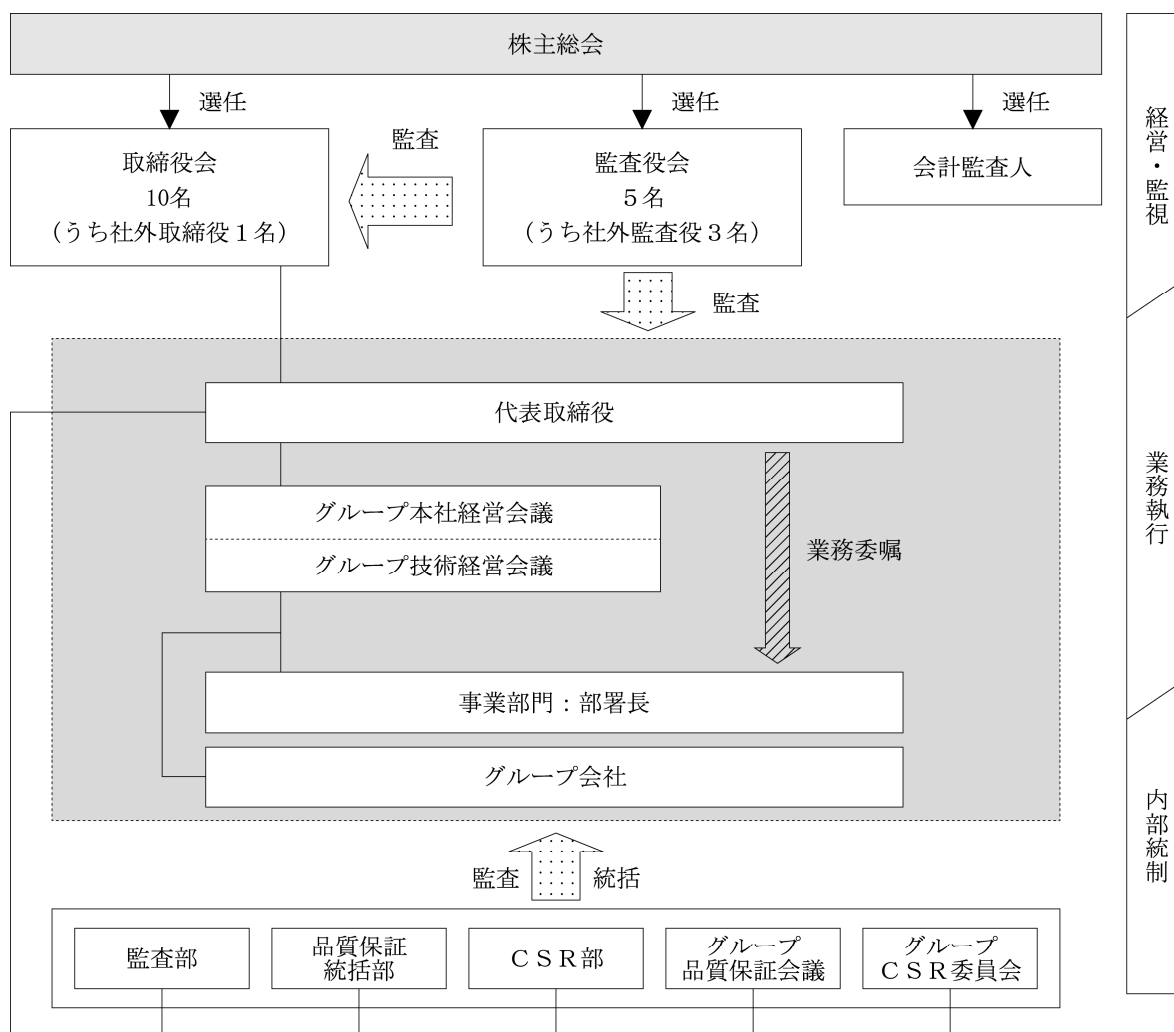 株主総会
選任
選任
選任
取締役会
10名
（うち社外取締役１名）
監査
監査役会
５名
（うち社外監査役３名）
会計監査人
監査
経営・監視
代表取締役
グループ本社経営会議
グループ技術経営会議
業務委嘱
業務執行
事業部門：部署長
グループ会社
監査
統括
内部統制
監査部
品質保証
統括部
ＣＳＲ部
グループ
品質保証会議
グループ
ＣＳＲ委員会